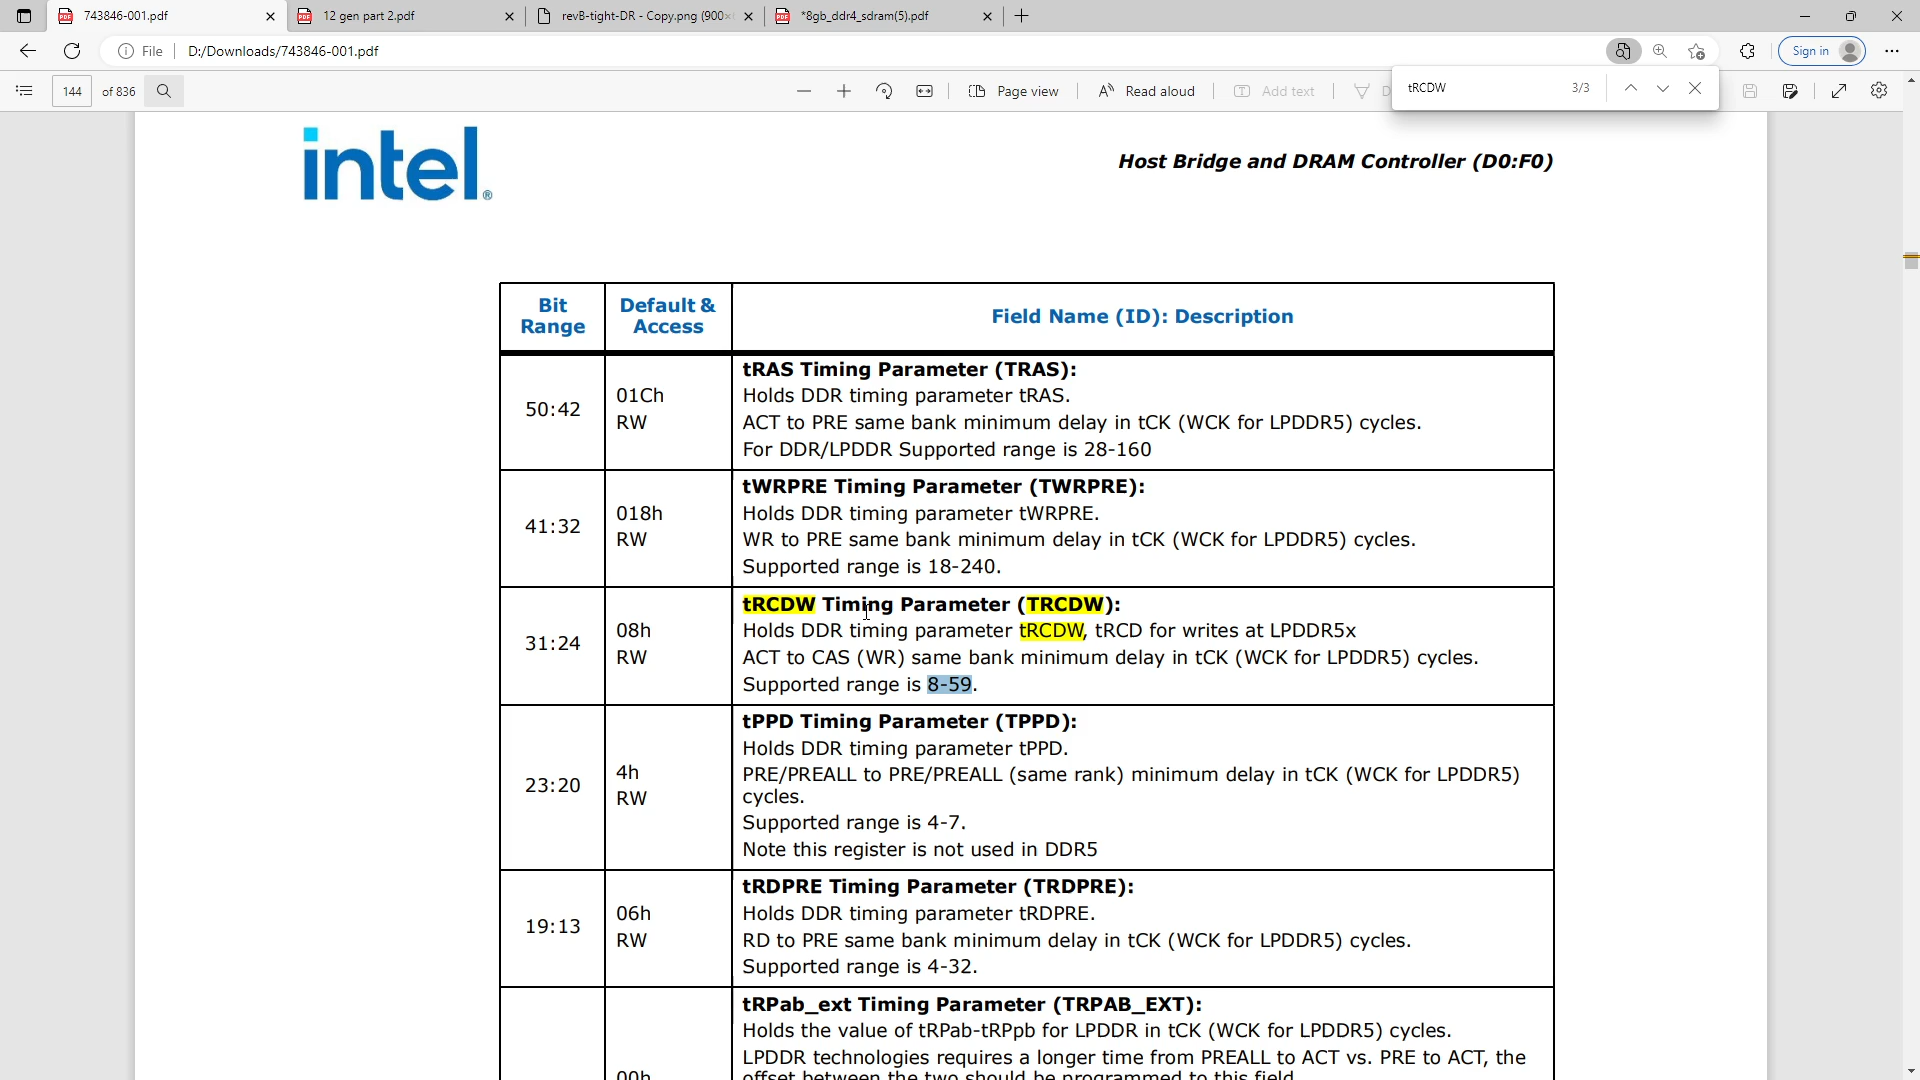 743846-001.pdf
12 gen part 2.pdf
revB-tight-DR - Copy.png (900×
*8gb_ddr4_sdram(5).pdf
File
D:/Downloads/743846-001.pdf
Sign in
144 of 836
Page view
Read aloud
Add text
D
tRCDW
3/3
intel®
Host Bridge and DRAM Controller (D0:F0)
Bit Range
Default & Access
Field Name (ID): Description
50:42
01Ch
RW
tRAS Timing Parameter (TRAS):
Holds DDR timing parameter tRAS.
ACT to PRE same bank minimum delay in tCK (WCK for LPDDR5) cycles.
For DDR/LPDDR Supported range is 28-160
41:32
018h
RW
tWRPRE Timing Parameter (TWRPRE):
Holds DDR timing parameter tWRPRE.
WR to PRE same bank minimum delay in tCK (WCK for LPDDR5) cycles.
Supported range is 18-240.
31:24
08h
RW
tRCDW Timing Parameter (TRCDW):
Holds DDR timing parameter tRCDW, tRCD for writes at LPDDR5x
ACT to CAS (WR) same bank minimum delay in tCK (WCK for LPDDR5) cycles.
Supported range is 8-59.
23:20
4h
RW
tPPD Timing Parameter (TPPD):
Holds DDR timing parameter tPPD.
PRE/PREALL to PRE/PREALL (same rank) minimum delay in tCK (WCK for LPDDR5)
cycles.
Supported range is 4-7.
Note this register is not used in DDR5
19:13
06h
RW
tRDPRE Timing Parameter (TRDPRE):
Holds DDR timing parameter tRDPRE.
RD to PRE same bank minimum delay in tCK (WCK for LPDDR5) cycles.
Supported range is 4-32.
00h
tRPab_ext Timing Parameter (TRPAB_EXT):
Holds the value of tRPab-tRPpb for LPDDR in tCK (WCK for LPDDR5) cycles.
LPDDR technologies requires a longer time from PREALL to ACT vs. PRE to ACT, the
offset between the two should be programmed to this field.